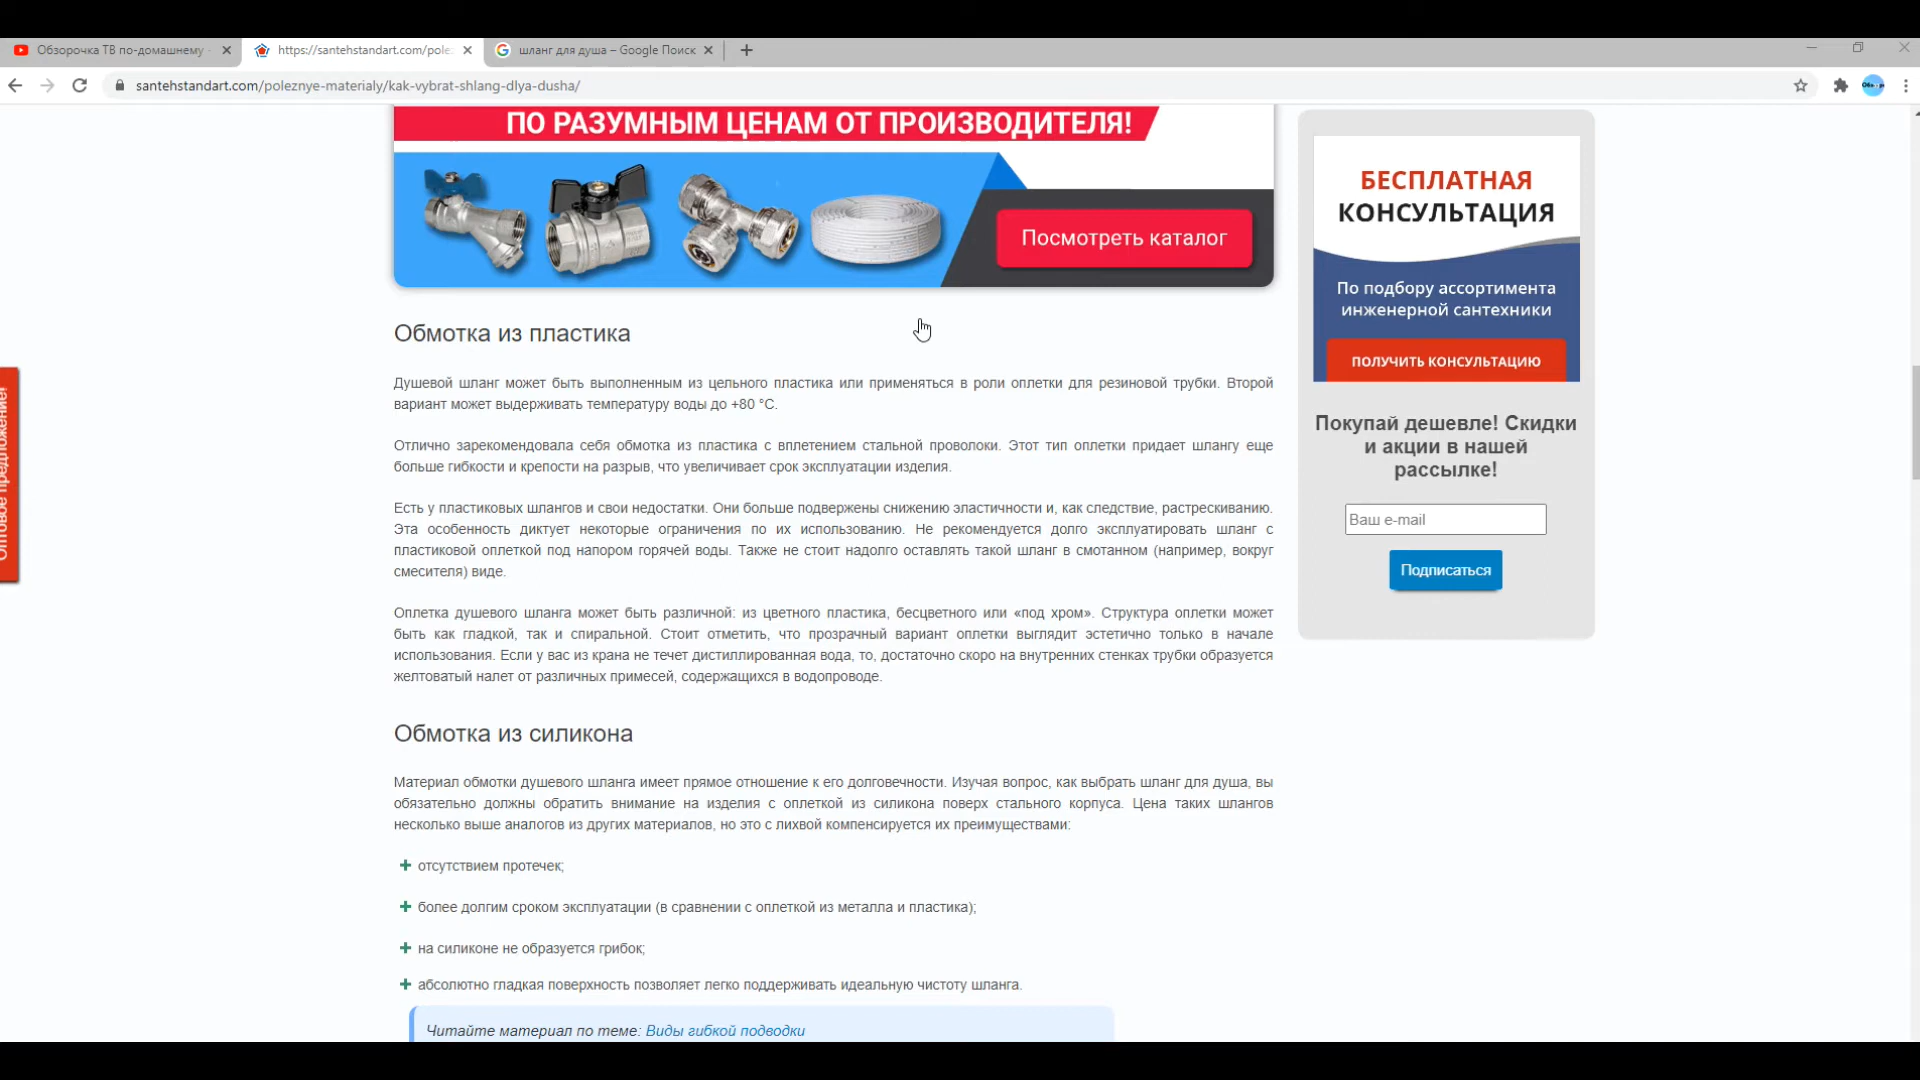 Обзорочка ТВ по-домашнему
https://santehstandart.com/pole
шланг для душа – Google Поиск
santehstandart.com/poleznye-materialy/kak-vybrat-shlang-dlya-dusha/
ПО РАЗУМНЫМ ЦЕНАМ ОТ ПРОИЗВОДИТЕЛЯ!
Посмотреть каталог
Обмотка из пластика
Душевой шланг может быть выполненным из цельного пластика или применяться в роли оплетки для резиновой трубки. Второй
вариант может выдерживать температуру воды до +80 °C.
Отлично зарекомендовала себя обмотка из пластика с вплетением стальной проволоки. Этот тип оплетки придает шлангу еще
больше гибкости и крепости на разрыв, что увеличивает срок эксплуатации изделия.
Есть у пластиковых шлангов и свои недостатки. Они больше подвержены снижению эластичности и, как следствие, растрескиванию.
Эта особенность диктует некоторые ограничения по их использованию. Не рекомендуется долго эксплуатировать шланг с
пластиковой оплеткой под напором горячей воды. Также не стоит надолго оставлять такой шланг в смотанном (например, вокруг
смесителя) виде.
Оплетка душевого шланга может быть различной: из цветного пластика, бесцветного или «под хром». Структура оплетки может
быть как гладкой, так и спиральной. Стоит отметить, что прозрачный вариант оплетки выглядит эстетично только в начале
использования. Если у вас из крана не течет дистиллированная вода, то, достаточно скоро на внутренних стенках трубки образуется
желтоватый налет от различных примесей, содержащихся в водопроводе.
Обмотка из силикона
Материал обмотки душевого шланга имеет прямое отношение к его долговечности. Изучая вопрос, как выбрать шланг для душа, вы
обязательно должны обратить внимание на изделия с оплеткой из силикона поверх стального корпуса. Цена таких шлангов
несколько выше аналогов из других материалов, но это с лихвой компенсируется их преимуществами:
отсутствием протечек;
более долгим сроком эксплуатации (в сравнении с оплеткой из металла и пластика);
на силиконе не образуется грибок;
абсолютно гладкая поверхность позволяет легко поддерживать идеальную чистоту шланга.
Читайте материал по теме: Виды гибкой подводки
БЕСПЛАТНАЯ
КОНСУЛЬТАЦИЯ
По подбору ассортимента
инженерной сантехники
ПОЛУЧИТЬ КОНСУЛЬТАЦИЮ
Покупай дешевле! Скидки
и акции в нашей
рассылке!
Ваш e-mail
Подписаться
Оптовое предложение!